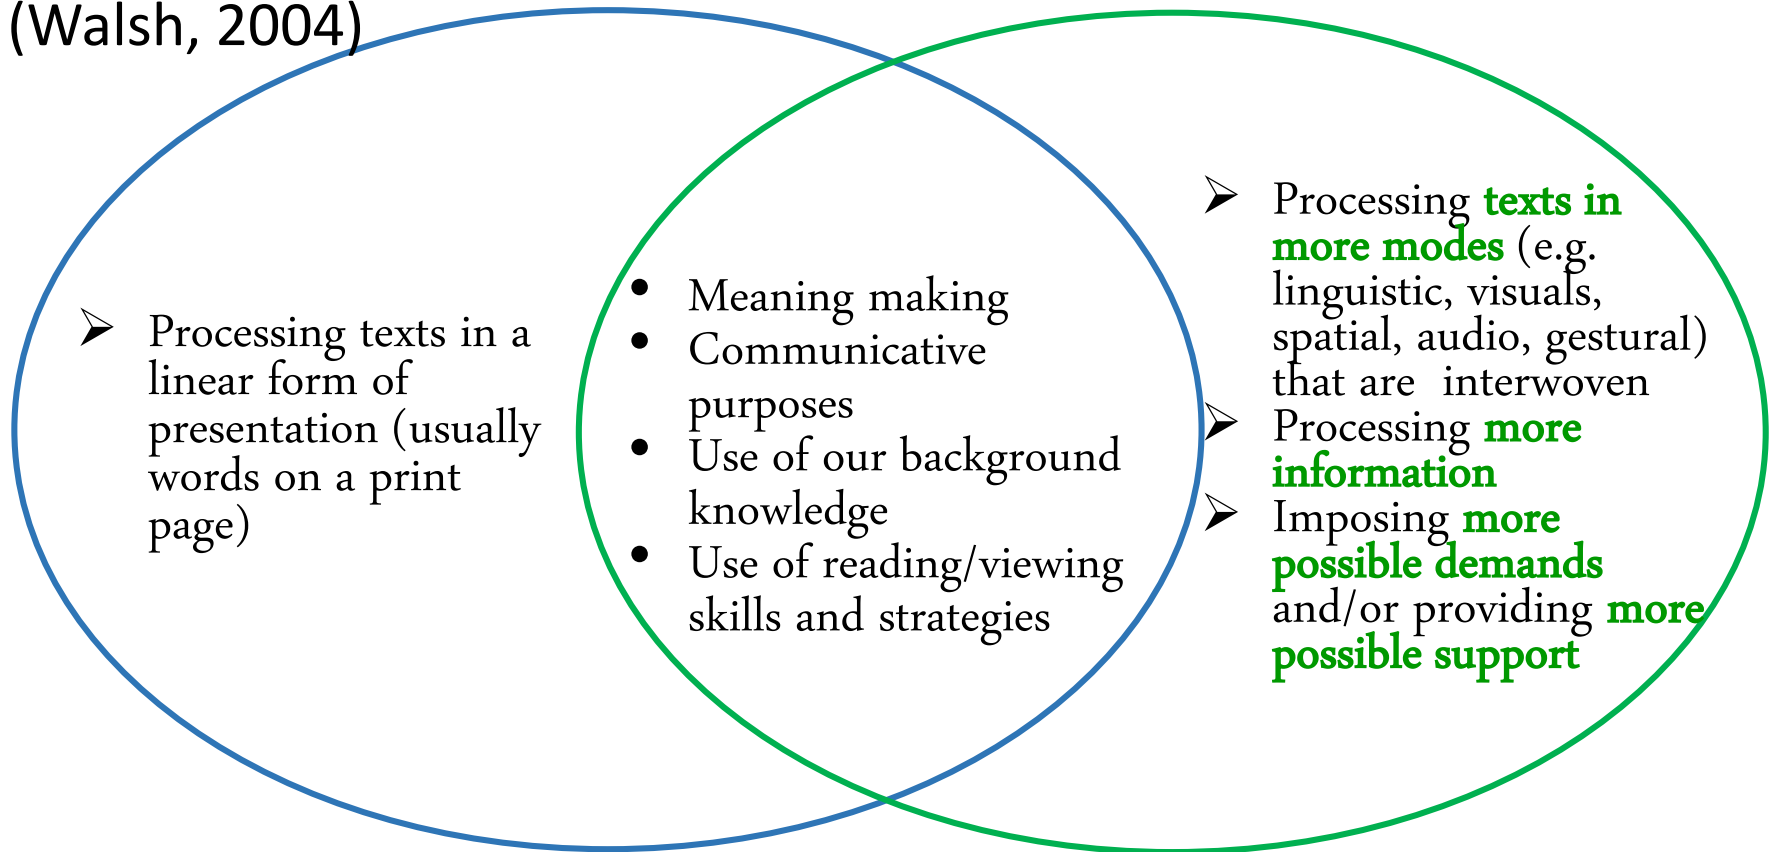 (Walsh, 2004)
➢ Processing texts in a
linear form of
presentation (usually
words on a print
page)
• Meaning making
• Communicative
purposes
• Use of our background
knowledge
• Use of reading/viewing
skills and strategies
➢ Processing texts in
more modes (e.g.
linguistic, visuals,
spatial, audio, gestural)
that are interwoven
➢ Processing more
information
➢ Imposing more
possible demands
and/or providing more
possible support